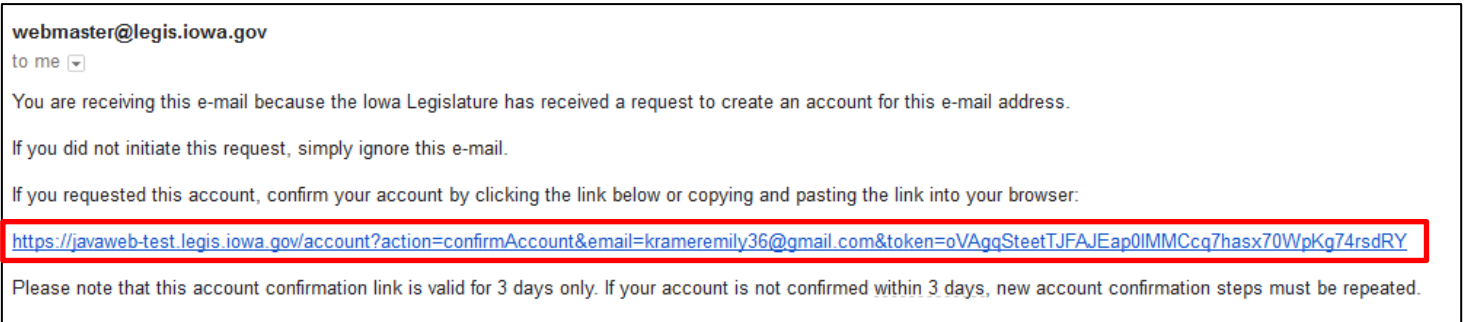 webmaster@legis.iowa.gov
to me
You are receiving this e-mail because the Iowa Legislature has received a request to create an account for this e-mail address.
If you did not initiate this request, simply ignore this e-mail.
If you requested this account, confirm your account by clicking the link below or copying and pasting the link into your browser:
https://javaweb-test.legis.iowa.gov/account?action=confirmAccount&email=krameremily36@gmail.com&token=oVAgqSteetTJFAJEap0lMMCcq7hasx70WpKg74rsdRY
Please note that this account confirmation link is valid for 3 days only. If your account is not confirmed within 3 days, new account confirmation steps must be repeated.